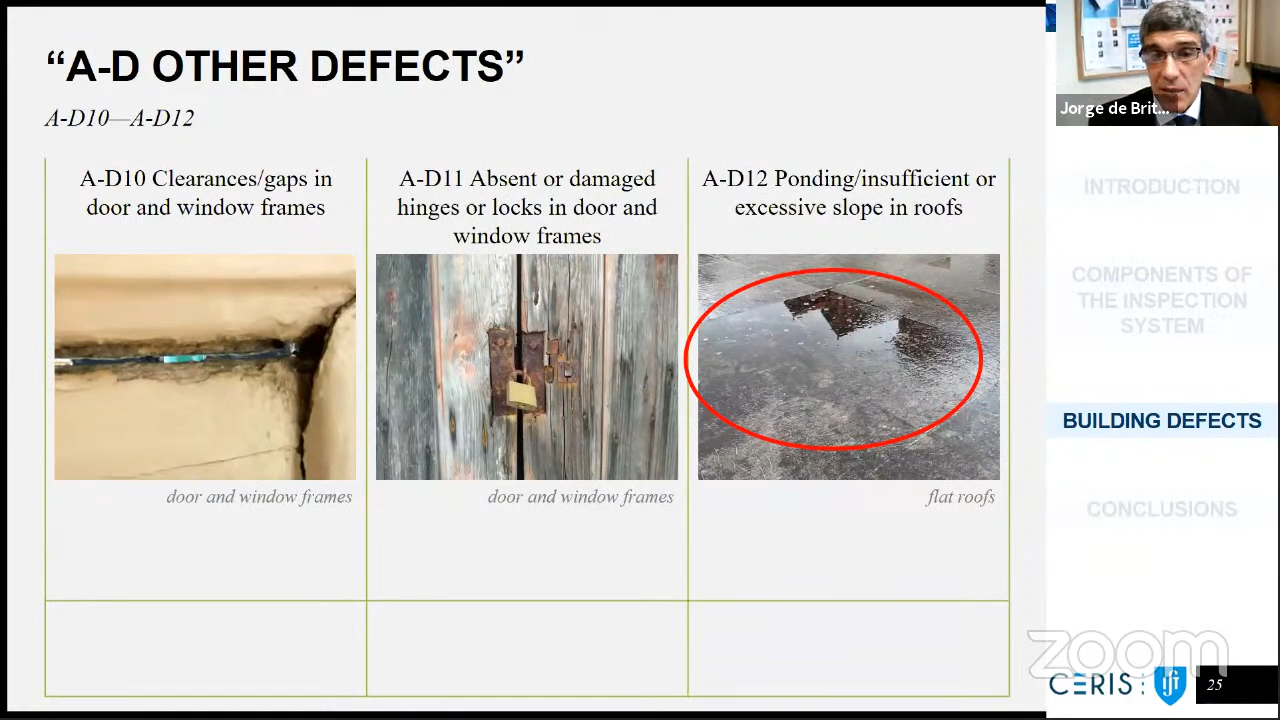 “A-D OTHER DEFECTS”
A-D10—A-D12
A-D10 Clearances/gaps in
door and window frames
door and window frames
A-D11 Absent or damaged
hinges or locks in door and
window frames
door and window frames
A-D12 Ponding/insufficient or
excessive slope in roofs
flat roofs
Jorge de Brit...
INTRODUCTION
COMPONENTS OF
THE INSPECTION
SYSTEM
BUILDING DEFECTS
CONCLUSIONS
zoom
CERIS:
25